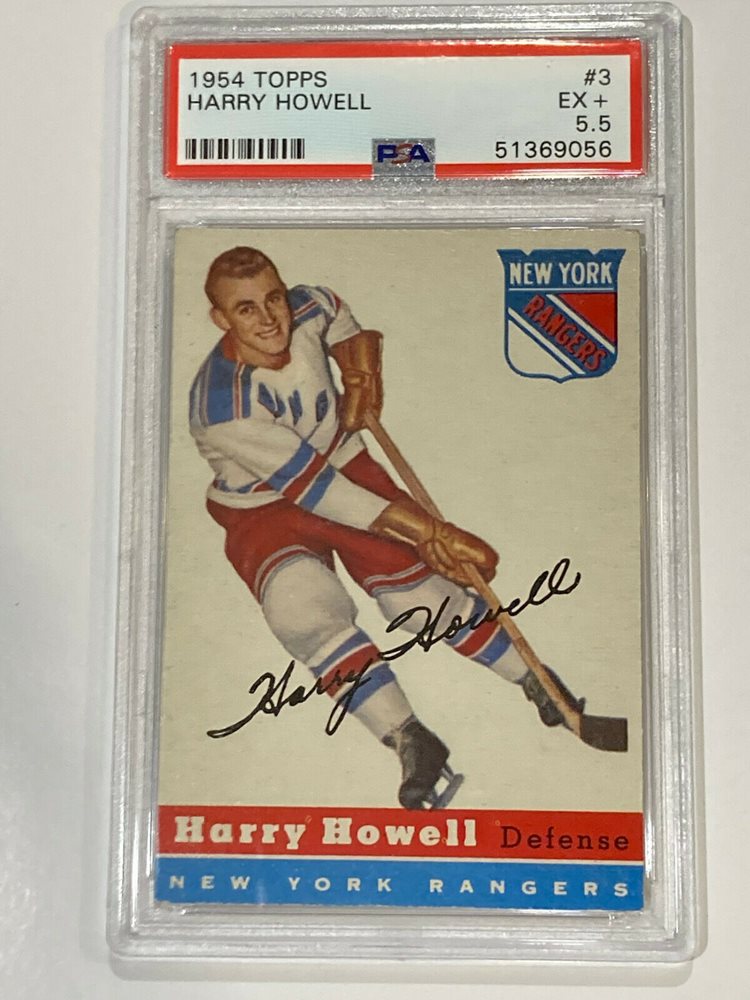 1954 TOPPS #3
HARRY HOWELL EX +
5.5
PSA 51369056
NEW YORK
RANGERS
Harry Howell
Harry Howell Defense
NEW YORK RANGERS